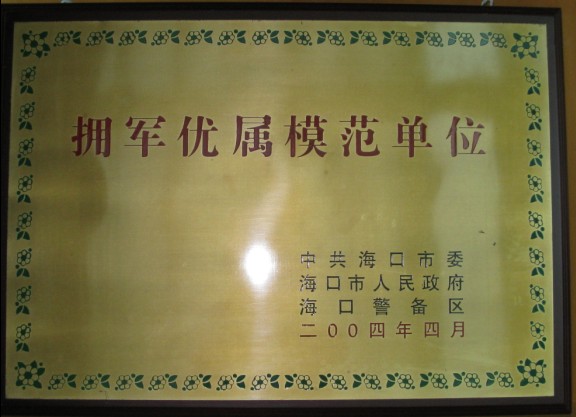 拥军优属模范单位
中共海口市委
海口市人民政府
海口警备区
二00四年四月